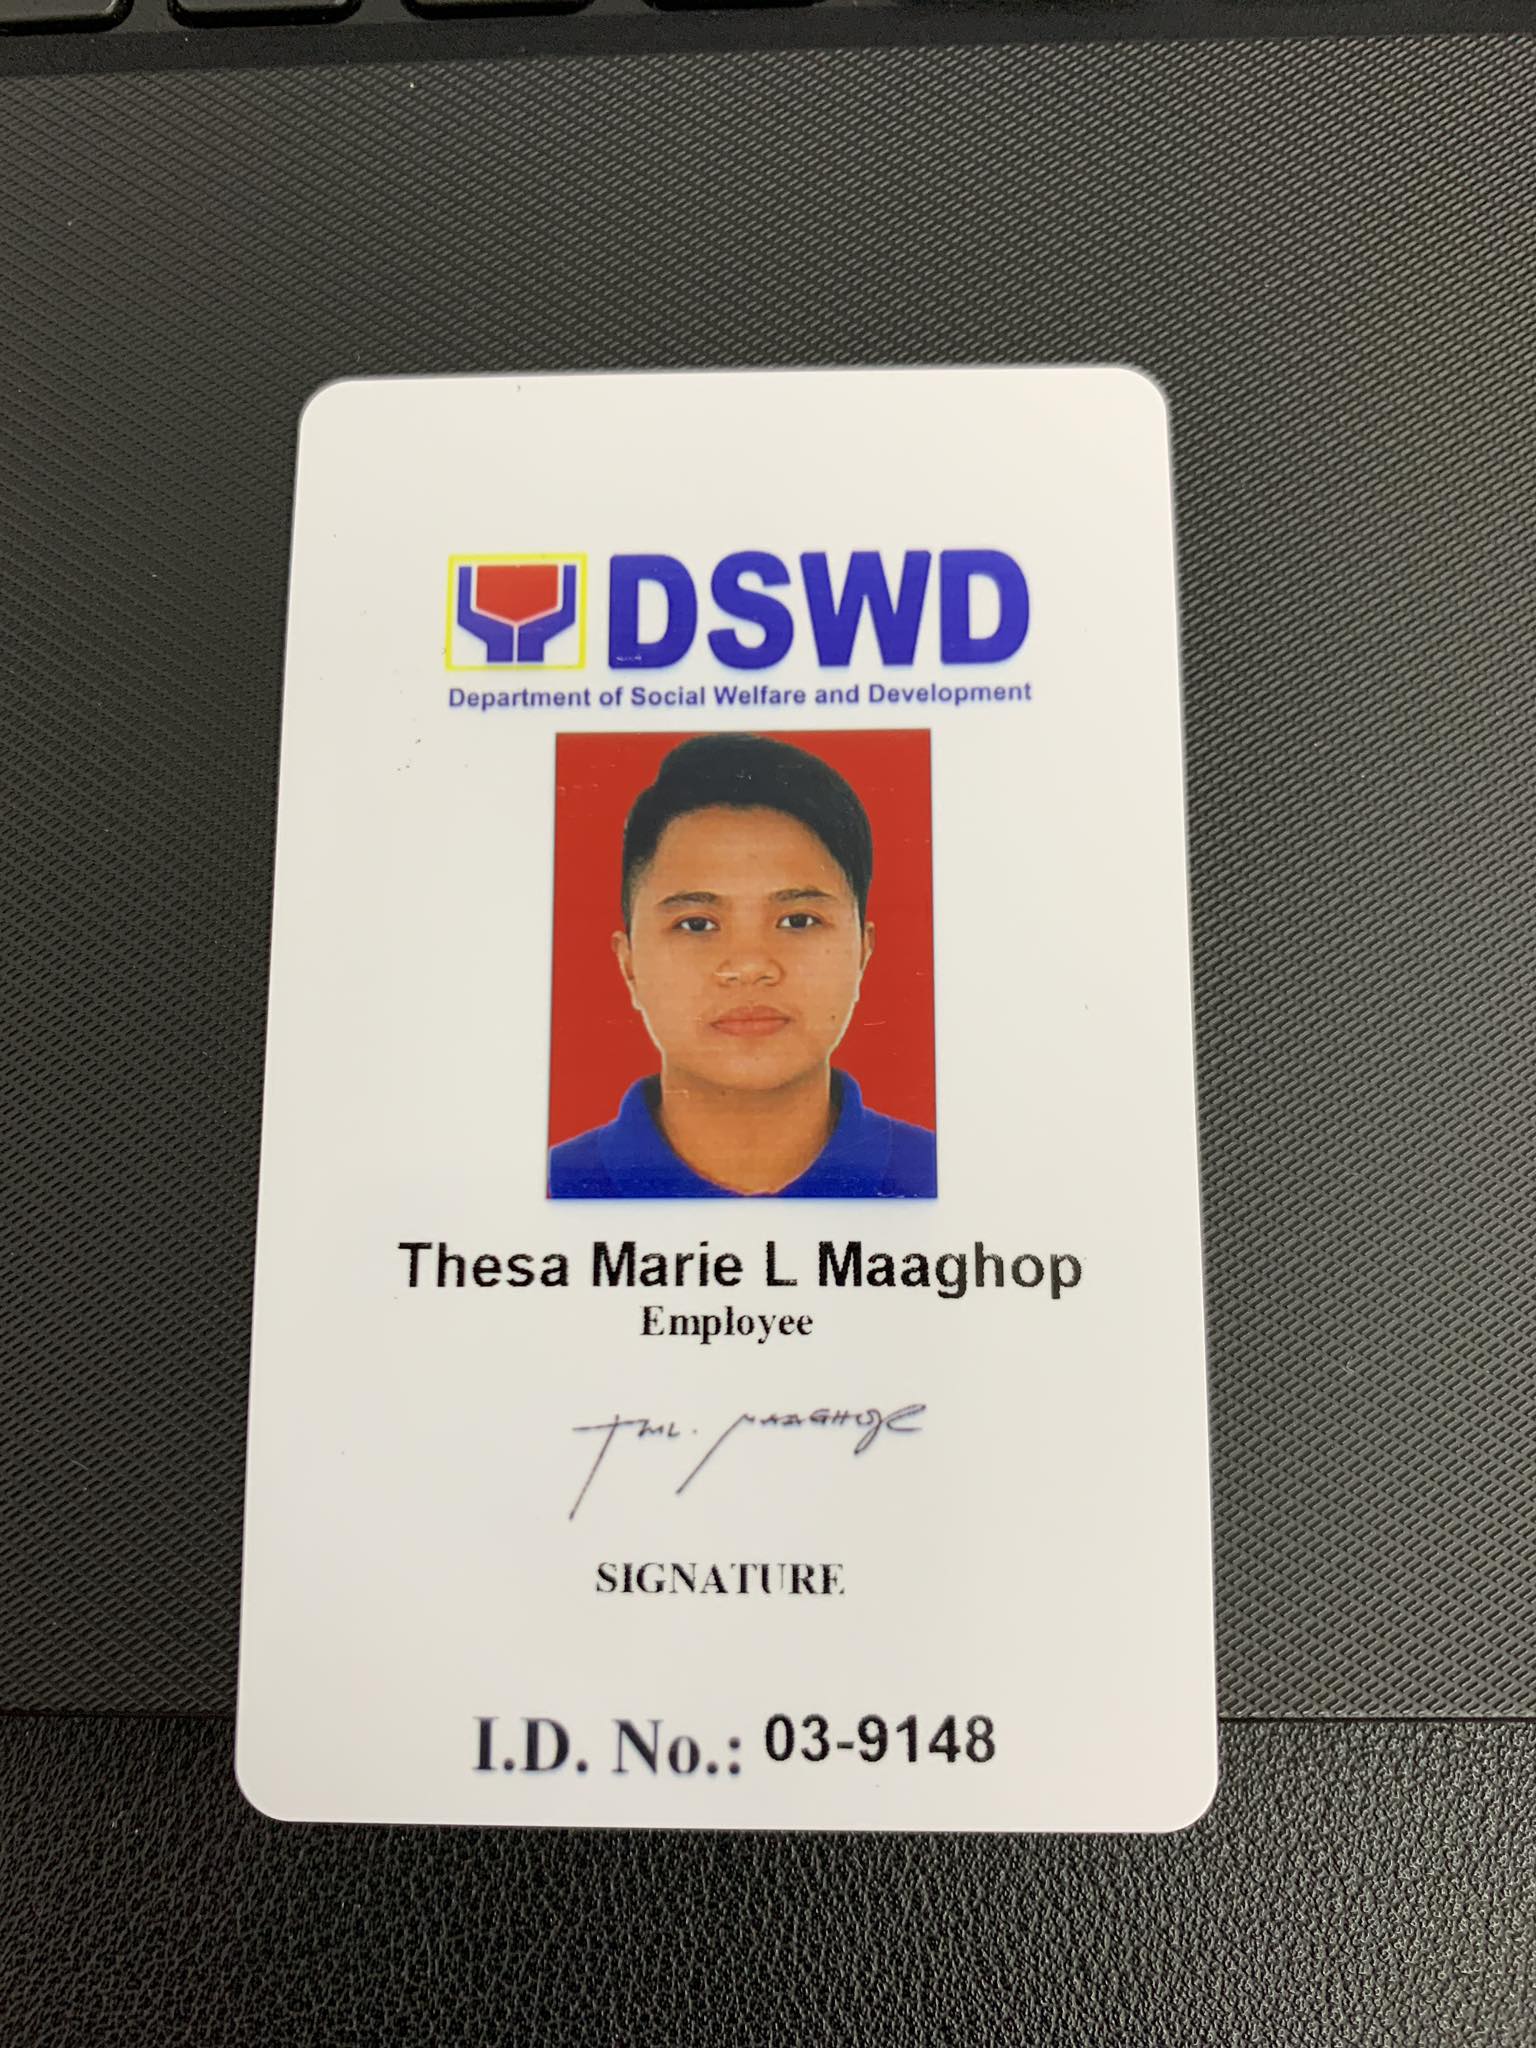 DSWD
Department of Social Welfare and Development
Thesa Marie L Maaghop
Employee
TML. MAAGHOP
SIGNATURE
I.D. No.: 03-9148